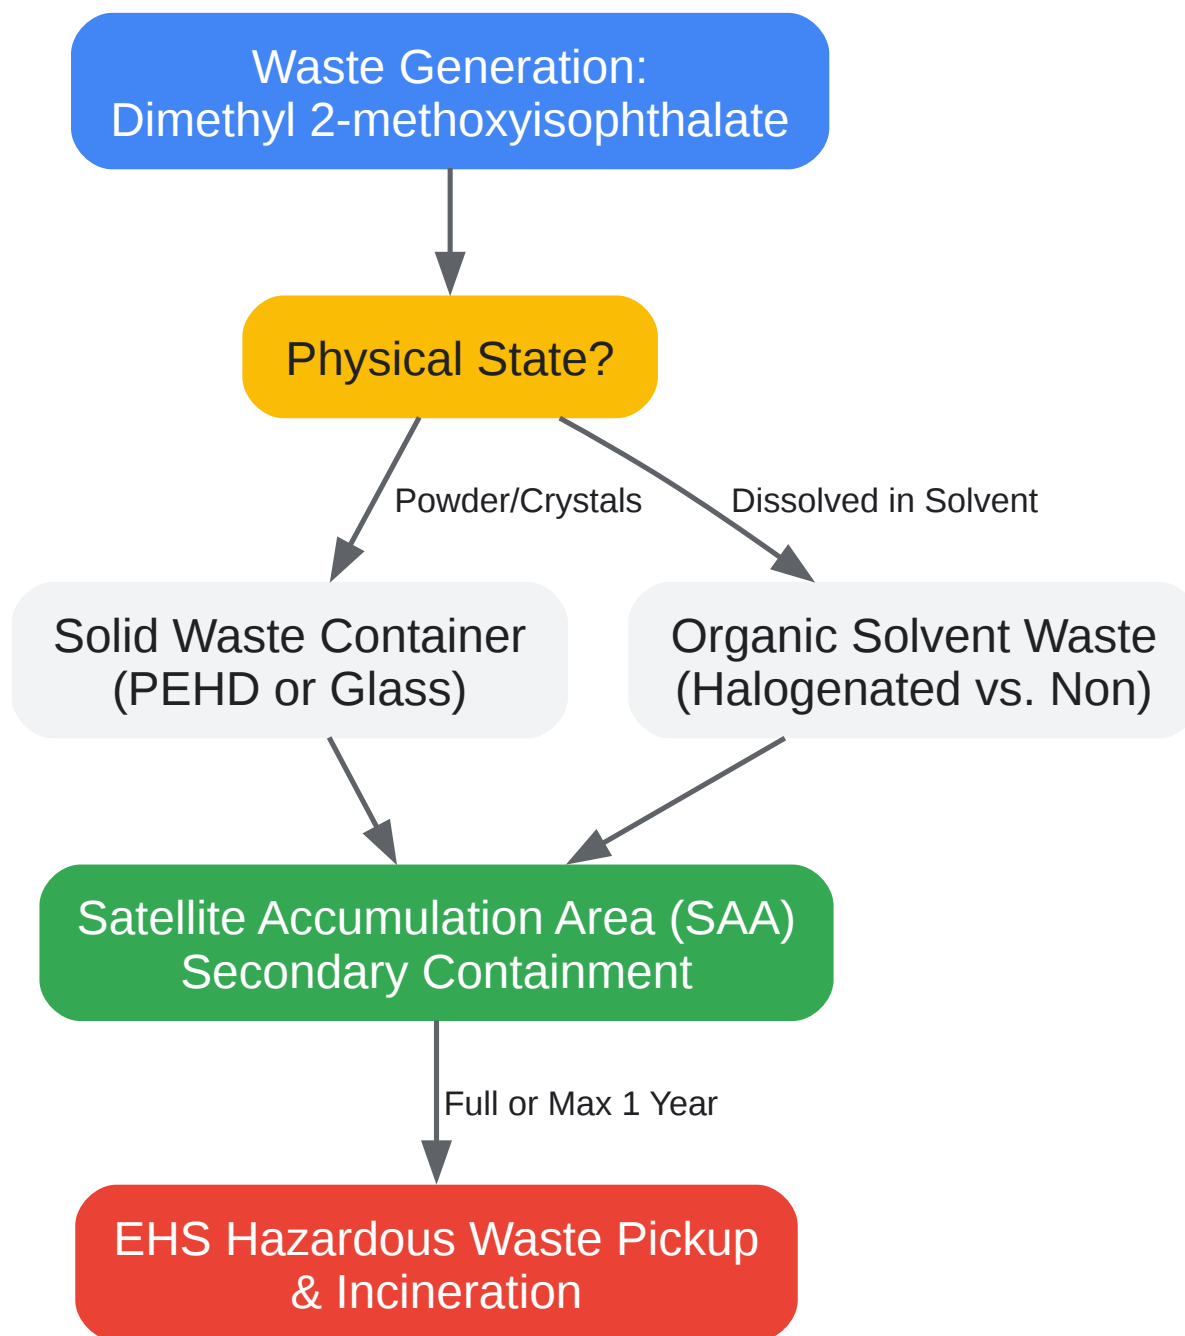 Waste Generation:
Dimethyl 2-methoxyisophthalate
Physical State?
Powder/Crystals
Dissolved in Solvent
Solid Waste Container
(PEHD or Glass)
Organic Solvent Waste
(Halogenated vs. Non)
Satellite Accumulation Area (SAA)
Secondary Containment
Full or Max 1 Year
EHS Hazardous Waste Pickup
& Incineration